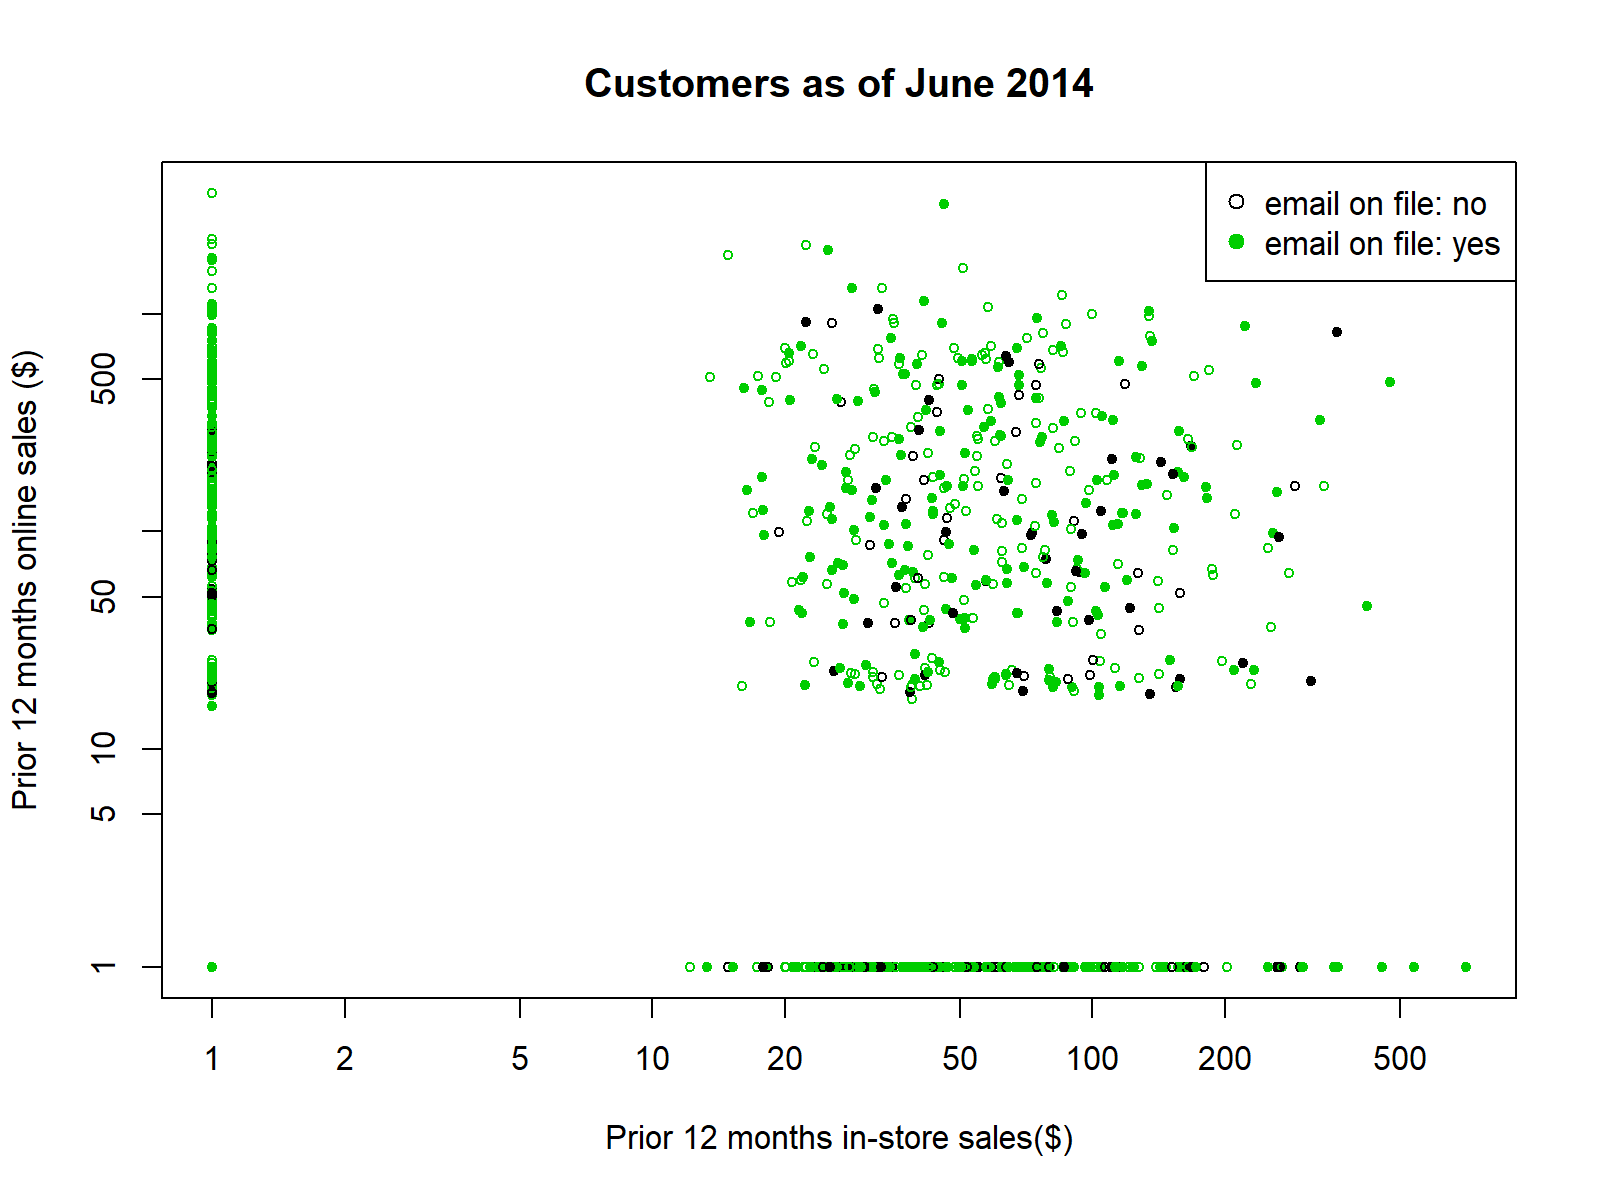 Customers as of June 2014
email on file: no
email on file: yes
Prior 12 months online sales ($)
500
50
10
5
1
1 2 5 10 20 50 100 200 500
Prior 12 months in-store sales($)